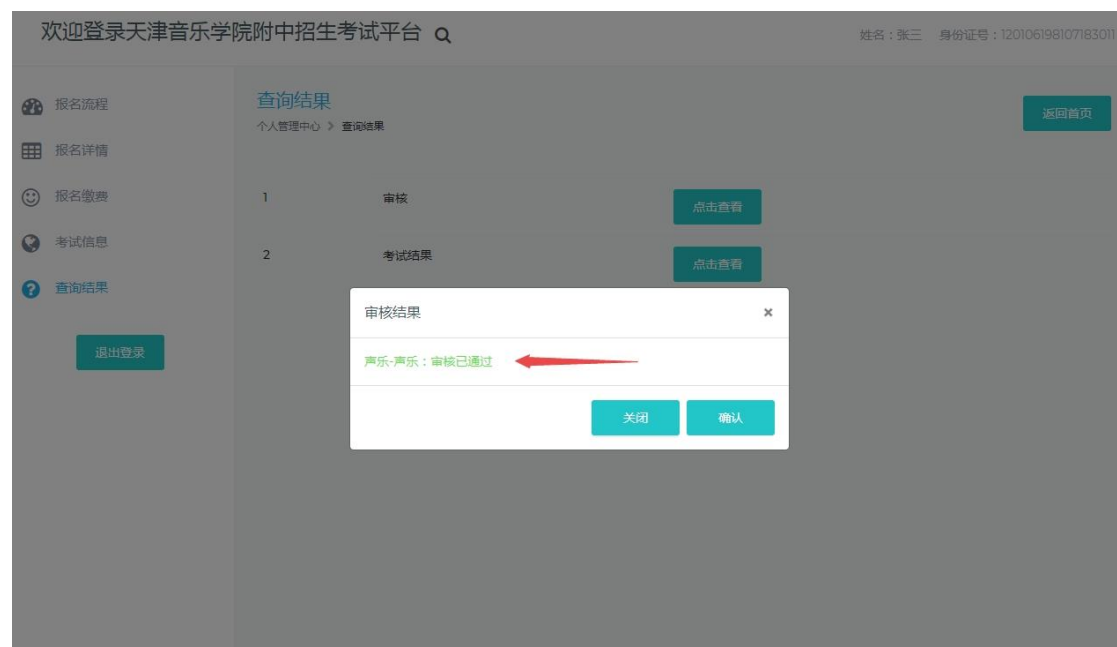 欢迎登录天津音乐学院附中招生考试平台
姓名：张三 身份证号：120106198107183011
报名流程
报名详情
报名缴费
考试信息
查询结果
退出登录
查询结果
个人管理中心 》 查询结果
返回首页
1 审核 点击查看
2 考试结果 点击查看
审核结果 ×
声乐-声乐：审核已通过
关闭 确认